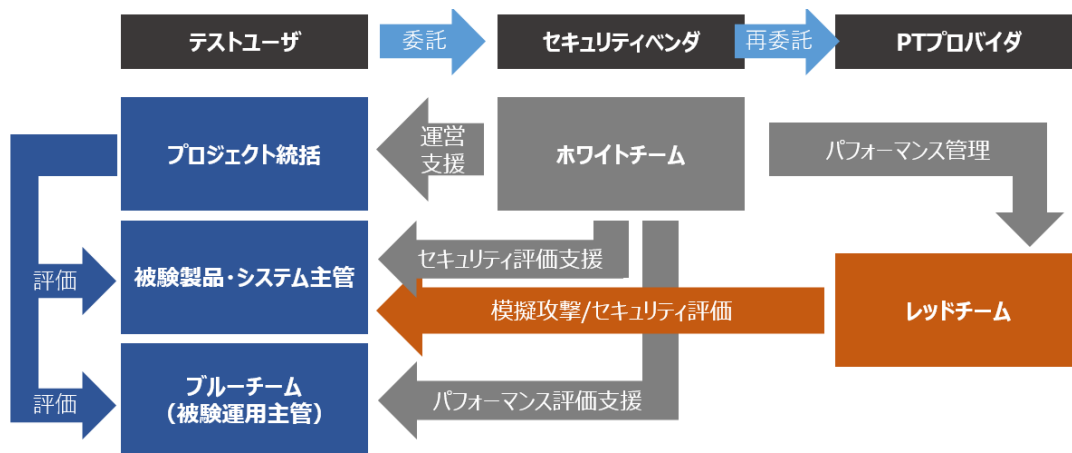 テストユーザ
委託
セキュリティベンダ
再委託
PTプロバイダ
プロジェクト統括
運営
支援
ホワイトチーム
パフォーマンス管理
評価
被験製品・システム主管
セキュリティ評価支援
模擬攻撃/セキュリティ評価
レッドチーム
評価
ブルーチーム
（被験運用主管）
パフォーマンス評価支援